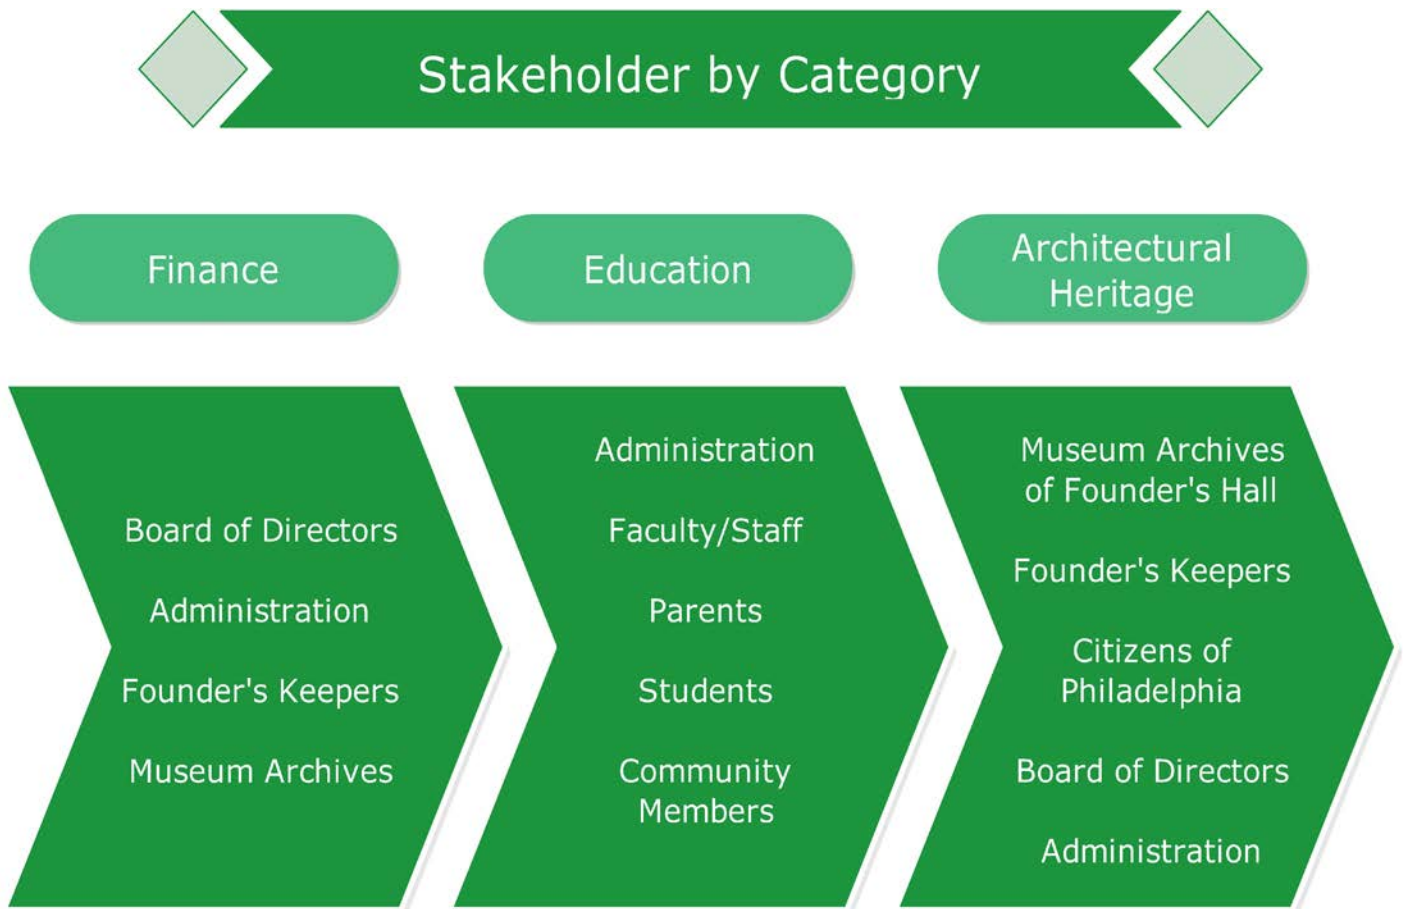 Stakeholder by Category
Finance
Education
Architectural
Heritage
Board of Directors
Administration
Founder's Keepers
Museum Archives
Administration
Faculty/Staff
Parents
Students
Community
Members
Museum Archives
of Founder's Hall
Founder's Keepers
Citizens of
Philadelphia
Board of Directors
Administration